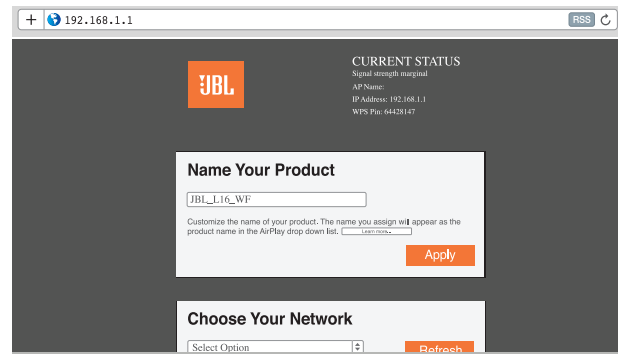 192.168.1.1
RSS
JBL
CURRENT STATUS
Signal strength marginal
AP Name:
IP Address: 192.168.1.1
WPS Pin: 64428147
Name Your Product
JBL_L16_WF
Customize the name of your product. The name you assign will appear as the
product name in the AirPlay drop down list. Learn more...
Apply
Choose Your Network
Select Option
Refresh